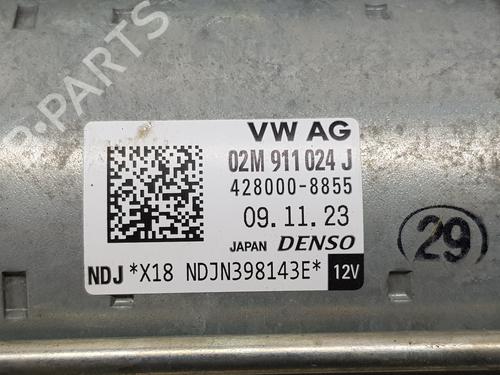 PARTS
VW AG
02M 911 024 J
428000-8855
09.11.23
JAPAN DENSO
NDJ *X18 NDJN398143E* 12V
29